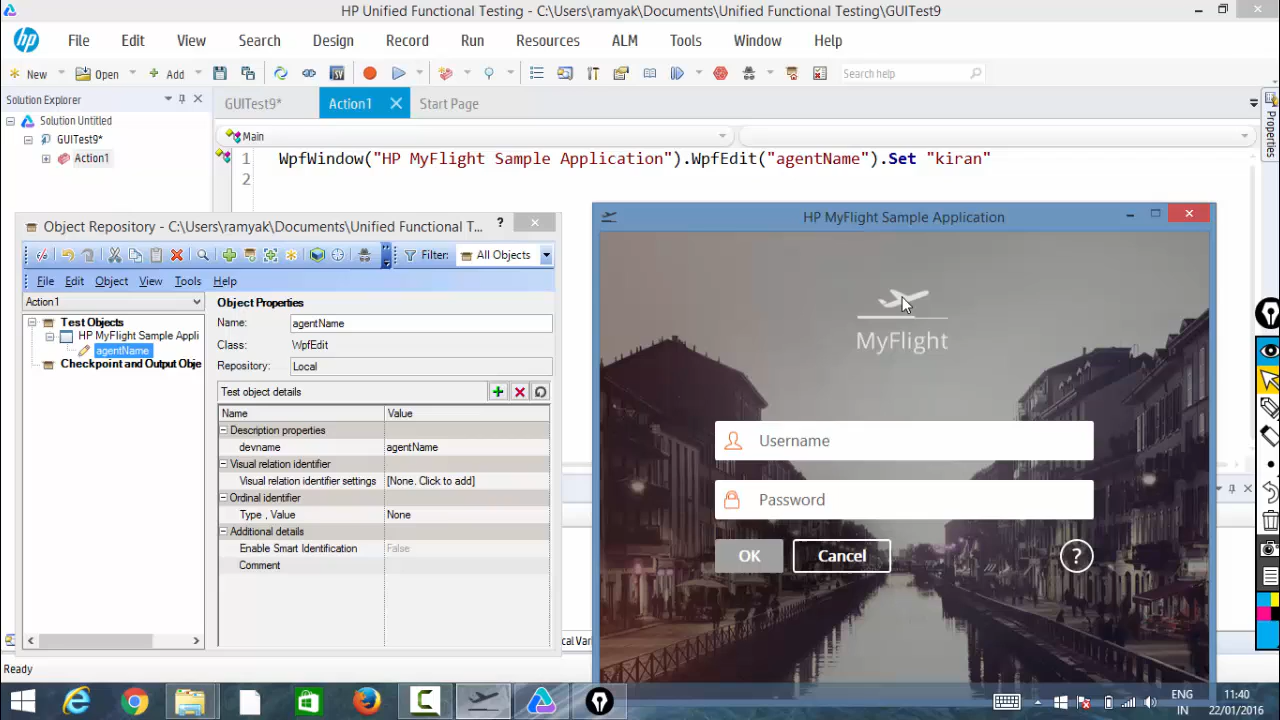 HP Unified Functional Testing - C:\Users\ramyak\Documents\Unified Functional Testing\GUITest9*
hp File Edit View Search Design Record Run Resources ALM Tools Window Help
New Open Add Search help
Solution Explorer
GUITest9* Action1 Start Page
Solution Untitled
GUITest9*
Action1
Main
Properties
1 WpfWindow("HP MyFlight Sample Application").WpfEdit("agentName").Set "kiran"
2
Object Repository - C:\Users\ramyak\Documents\Unified Functional T... ?
Filter: All Objects
File Edit Object View Tools Help
Action1
Test Objects
HP MyFlight Sample Appli
agentName
Checkpoint and Output Obje
Object Properties
Name: agentName
Class: WpfEdit
Repository: Local
Test object details
Name Value
Description properties
devname agentName
Visual relation identifier
Visual relation identifier settings [None. Click to add]
Ordinal identifier
Type , Value None
Additional details
Enable Smart Identification False
Comment
HP MyFlight Sample Application
MyFlight
Username
Password
OK Cancel ?
cal Var
Ready
ENG
IN
11:40
22/01/2016